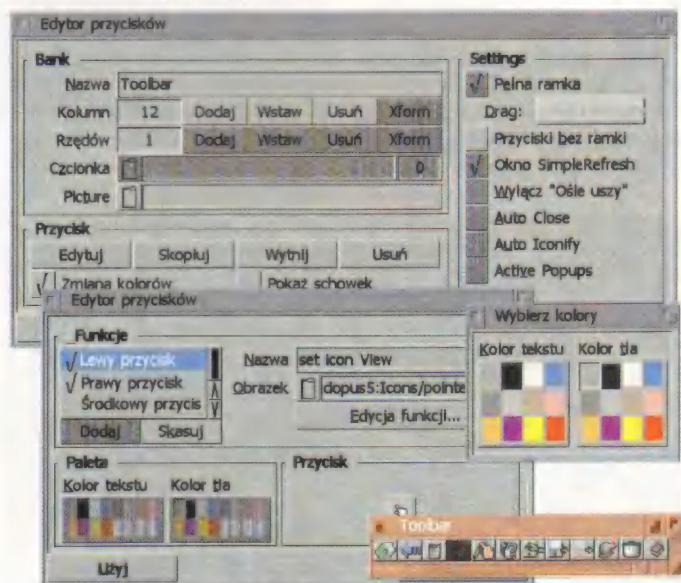 Edytor przycisków
Bank
Nazwa Toolbar
Kolumn 12 Dodaj Wstaw Usuń Xform
Rzędów 1 Dodaj Wstaw Usuń Xform
Czcionka 0
Picture
Przycisk
Edytuj Skopiuj Wytnij Usuń
Zmiana kolorów Pokaż schowek
Settings
Pełna ramka
Drag:
Przyciski bez ramki
Okno SimpleRefresh
Wyłącz "Ośle uszy"
Auto Close
Auto Iconify
Active Popups
Edytor przycisków
Funkcje
Lewy przycisk
Prawy przycisk
Środkowy przycis
Dodaj Skasuj
Nazwa set icon View
Obrazek dopus5:Icons/pointe
Edycja funkcji...
Paleta
Kolor tekstu Kolor tła
Przycisk
Użyj
Wybierz kolory
Kolor tekstu Kolor tła
Toolbar